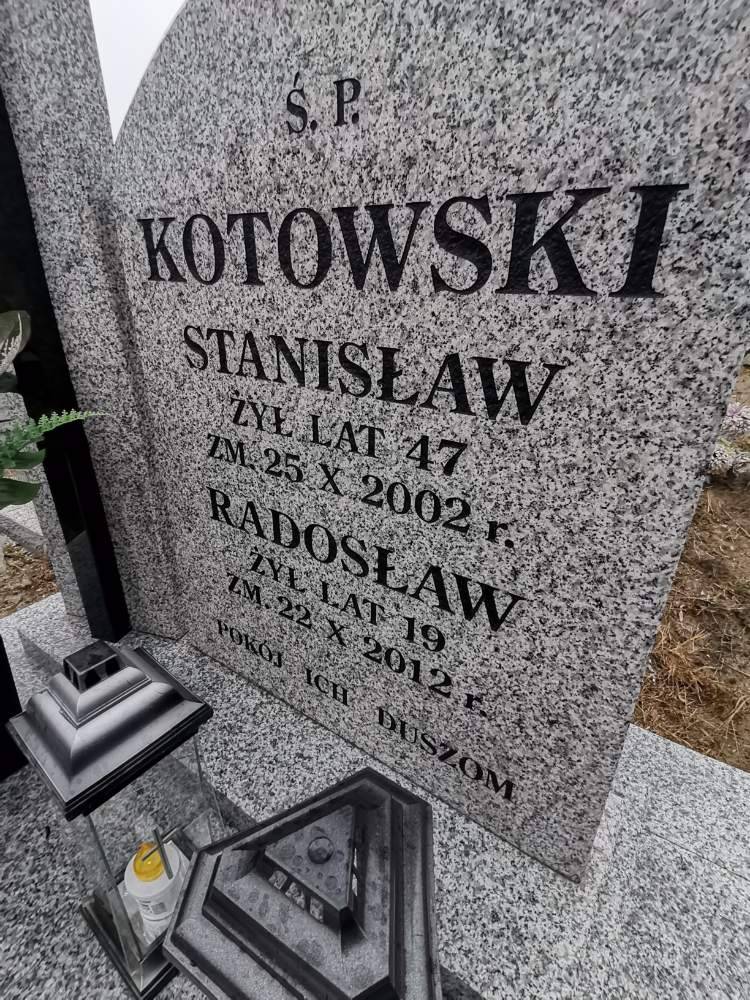 Ś. P.
KOTOWSKI
STANISŁAW
ŻYŁ LAT 47
ZM. 25 X 2002 r.
RADOSŁAW
ŻYŁ LAT 19
ZM. 22 X 2012 r.
POKÓJ ICH DUSZOM